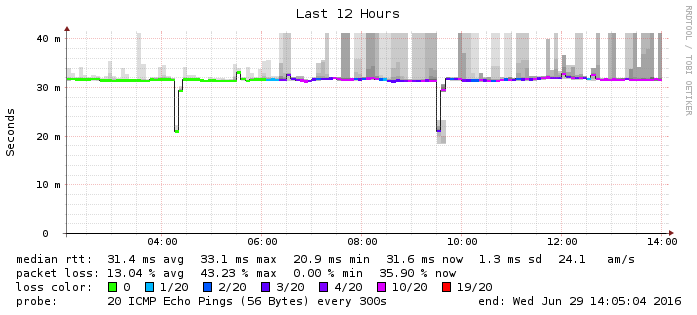 Last 12 Hours
RRDTOOL / TOBI OETIKER
Seconds
40 m
30 m
20 m
10 m
0
04:00 06:00 08:00 10:00 12:00 14:00
median rtt: 31.4 ms avg 33.1 ms max 20.9 ms min 31.6 ms now 1.3 ms sd 24.1 am/s
packet loss: 13.04 % avg 43.23 % max 0.00 % min 35.90 % now
loss color: 0 1/20 2/20 3/20 4/20 10/20 19/20
probe: 20 ICMP Echo Pings (56 Bytes) every 300s end: Wed Jun 29 14:05:04 2016